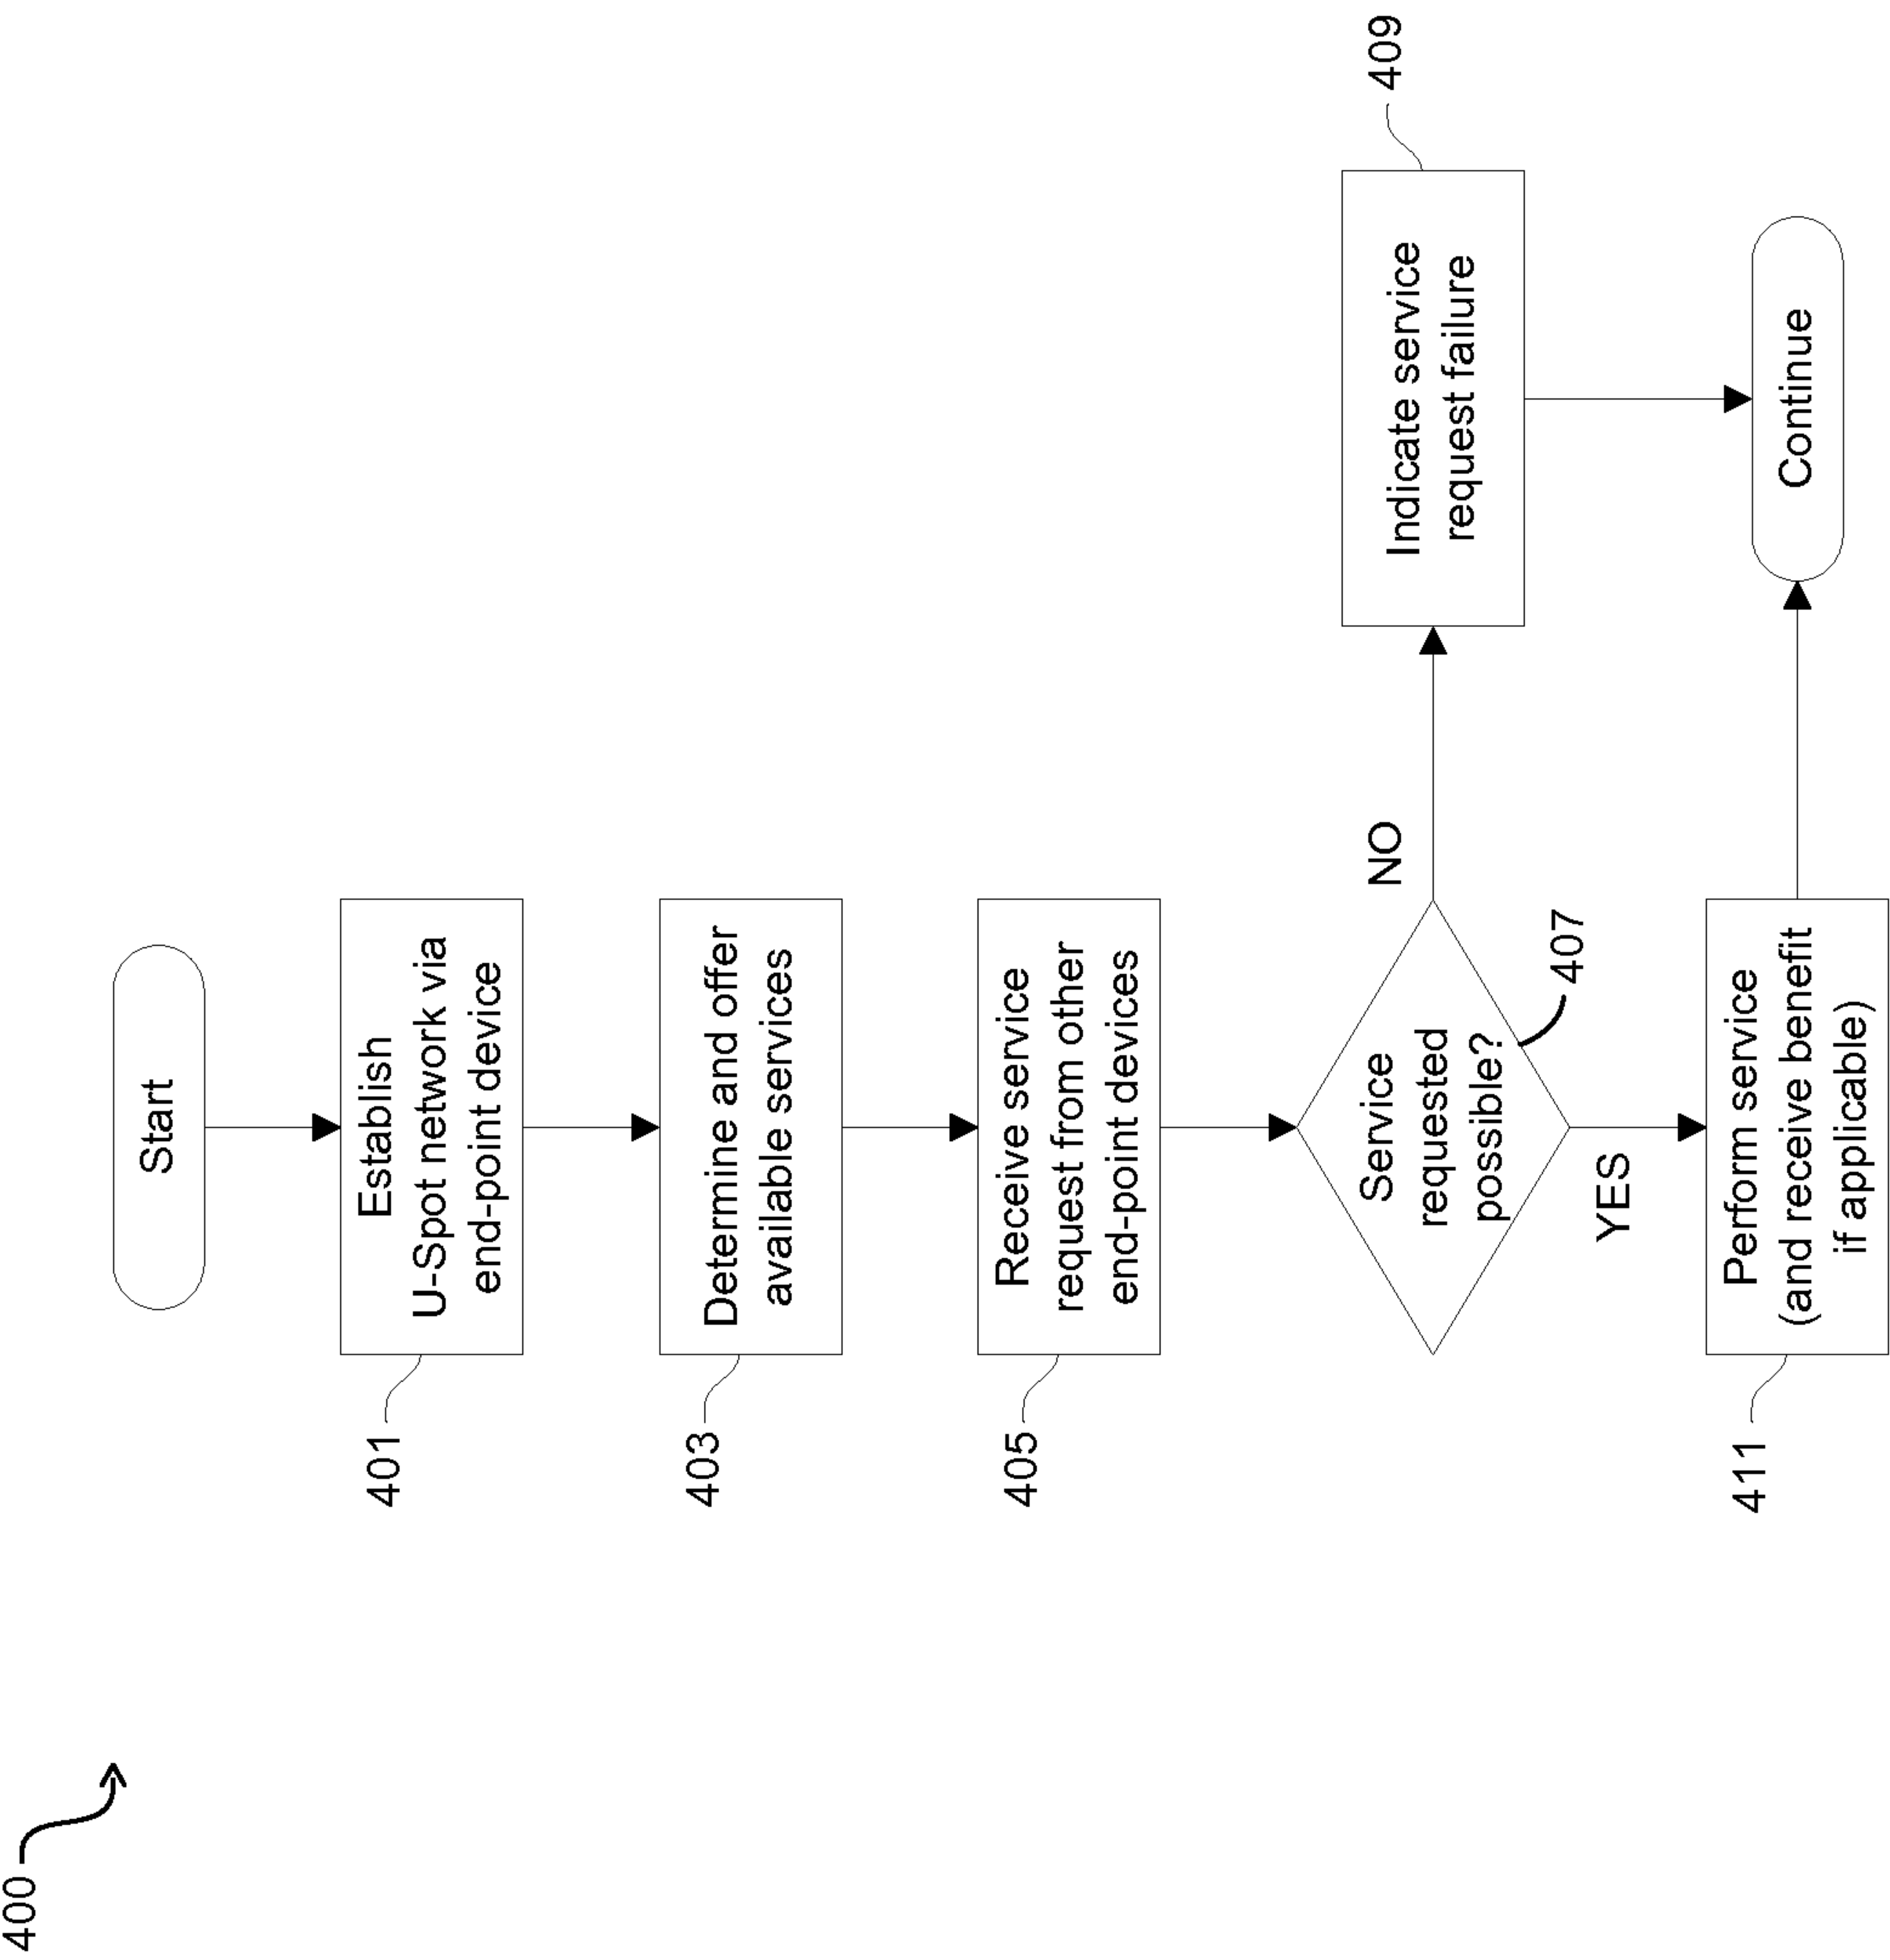 400
Start
401
Establish
U-Spot network via
end-point device
403
Determine and offer
available services
405
Receive service
request from other
end-point devices
Service
requested
possible?
407
NO
409
Indicate service
request failure
YES
411
Perform service
(and receive benefit
if applicable)
Continue